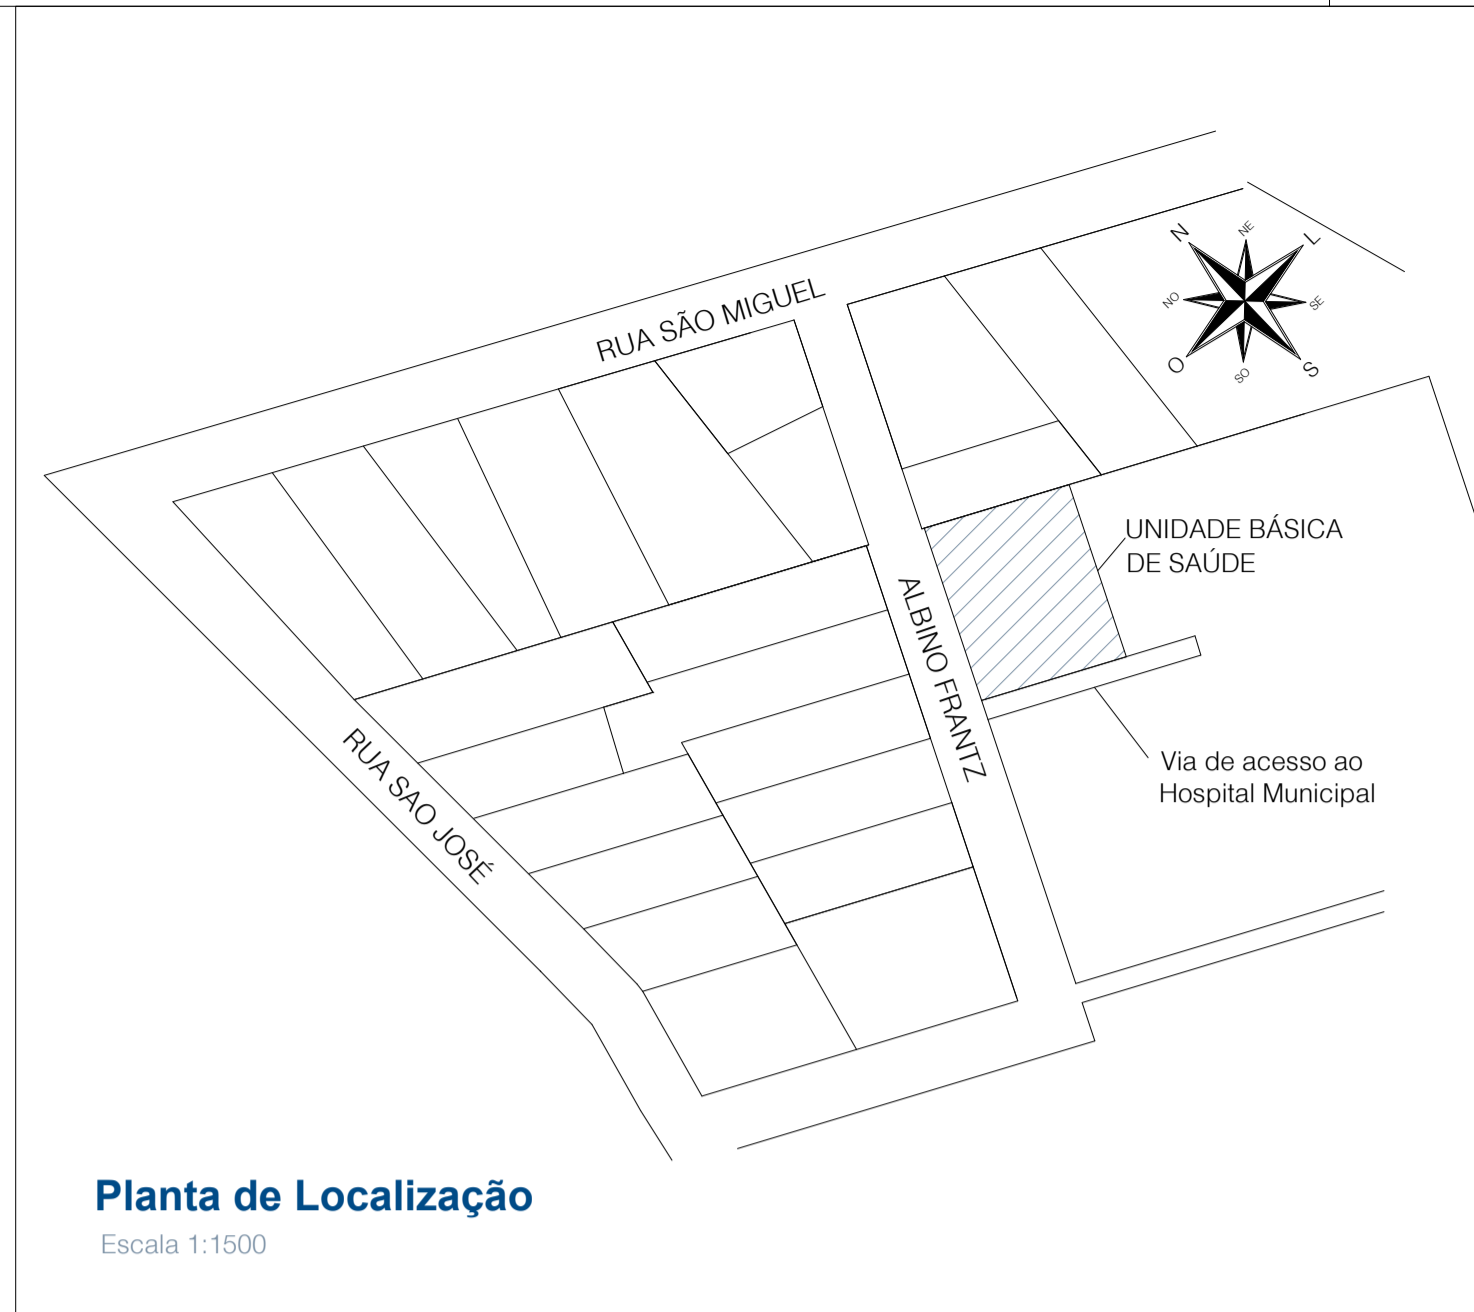 RUA SÃO MIGUEL
N
NE
L
NO
SE
O
SO
S
UNIDADE BÁSICA
DE SAÚDE
ALBINO FRANTZ
RUA SAO JOSÉ
Via de acesso ao
Hospital Municipal
Planta de Localização
Escala 1:1500